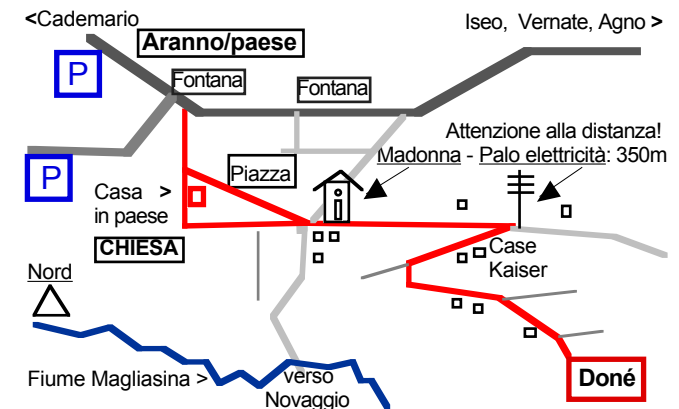 <Cademario
Iseo, Vernate, Agno >
Aranno/paese
P
Fontana
Fontana
Attenzione alla distanza!
Madonna - Palo elettricità: 350m
P
Piazza
Casa >
in paese
CHIESA
Case
Kaiser
Nord
Fiume Magliasina >
verso
Novaggio
Doné